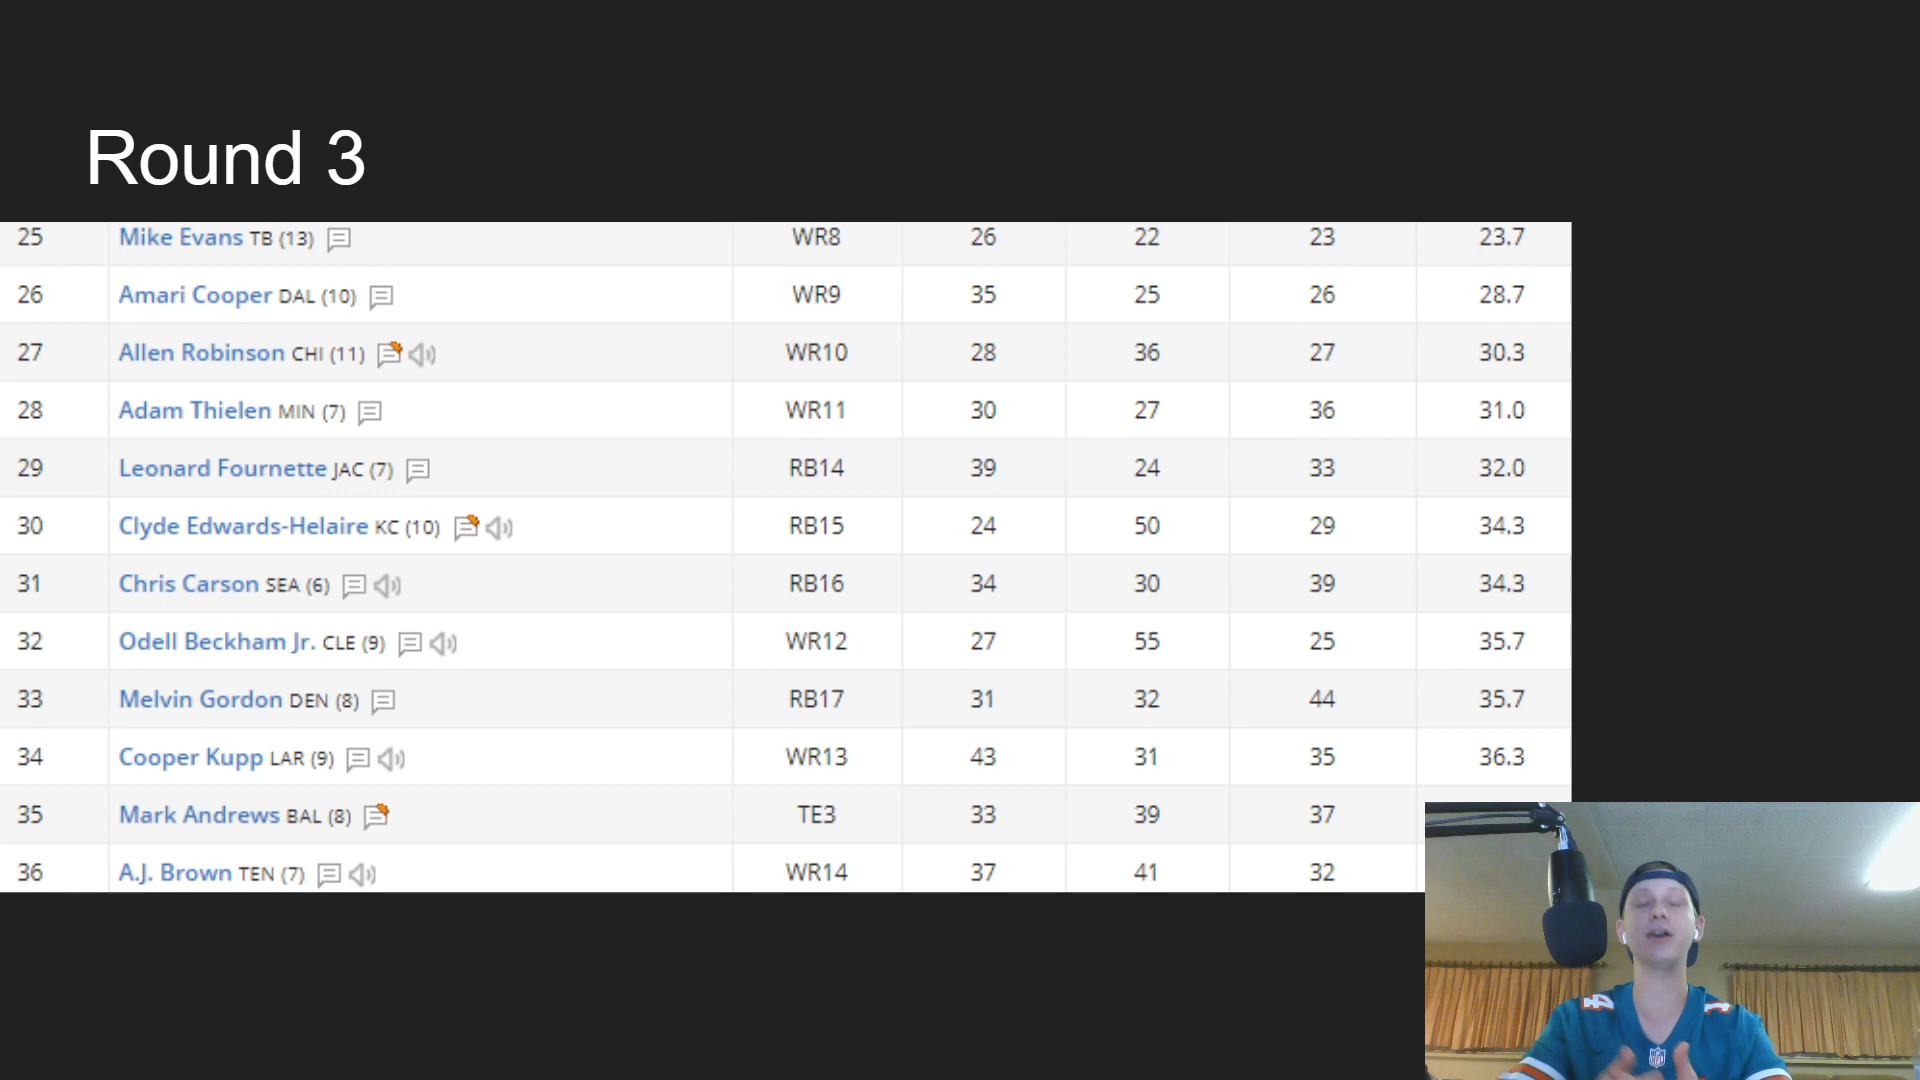 Round 3
25 Mike Evans TB (13) WR8 26 22 23 23.7
26 Amari Cooper DAL (10) WR9 35 25 26 28.7
27 Allen Robinson CHI (11) WR10 28 36 27 30.3
28 Adam Thielen MIN (7) WR11 30 27 36 31.0
29 Leonard Fournette JAC (7) RB14 39 24 33 32.0
30 Clyde Edwards-Helaire KC (10) RB15 24 50 29 34.3
31 Chris Carson SEA (6) RB16 34 30 39 34.3
32 Odell Beckham Jr. CLE (9) WR12 27 55 25 35.7
33 Melvin Gordon DEN (8) RB17 31 32 44 35.7
34 Cooper Kupp LAR (9) WR13 43 31 35 36.3
35 Mark Andrews BAL (8) TE3 33 39 37
36 A.J. Brown TEN (7) WR14 37 41 32
4 1
NFL